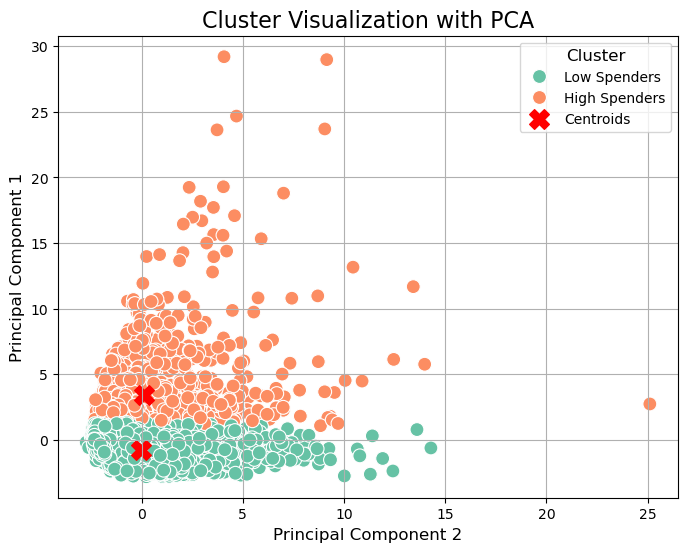 Cluster Visualization with PCA
Cluster
Low Spenders
High Spenders
Centroids
Principal Component 1
30
25
20
15
10
5
0
0
5
10
15
20
25
Principal Component 2